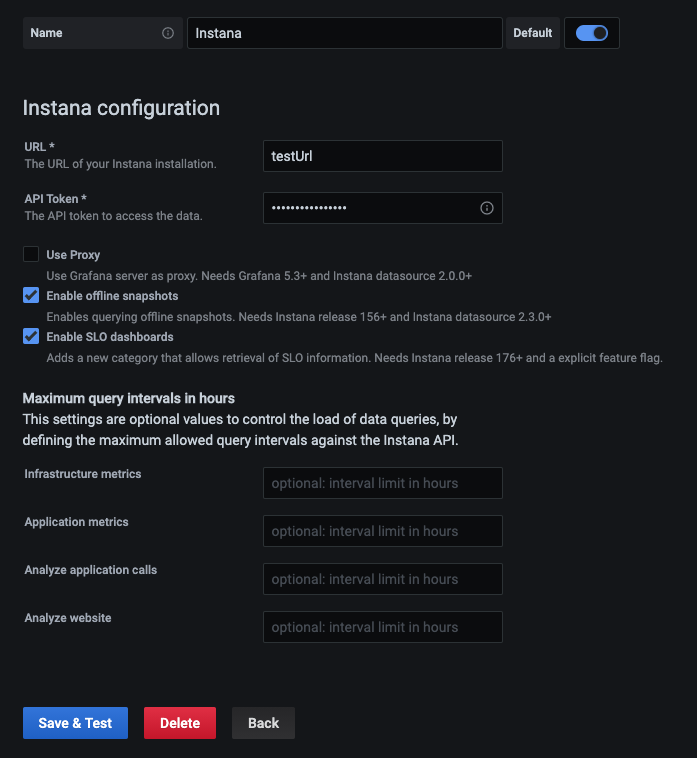 Name Instana Default
Instana configuration
URL *
The URL of your Instana installation.
testUrl
API Token *
The API token to access the data.
••••••••••••••••
Use Proxy
Use Grafana server as proxy. Needs Grafana 5.3+ and Instana datasource 2.0.0+
Enable offline snapshots
Enables querying offline snapshots. Needs Instana release 156+ and Instana datasource 2.3.0+
Enable SLO dashboards
Adds a new category that allows retrieval of SLO information. Needs Instana release 176+ and a explicit feature flag.
Maximum query intervals in hours
This settings are optional values to control the load of data queries, by
defining the maximum allowed query intervals against the Instana API.
Infrastructure metrics optional: interval limit in hours
Application metrics optional: interval limit in hours
Analyze application calls optional: interval limit in hours
Analyze website optional: interval limit in hours
Save & Test Delete Back